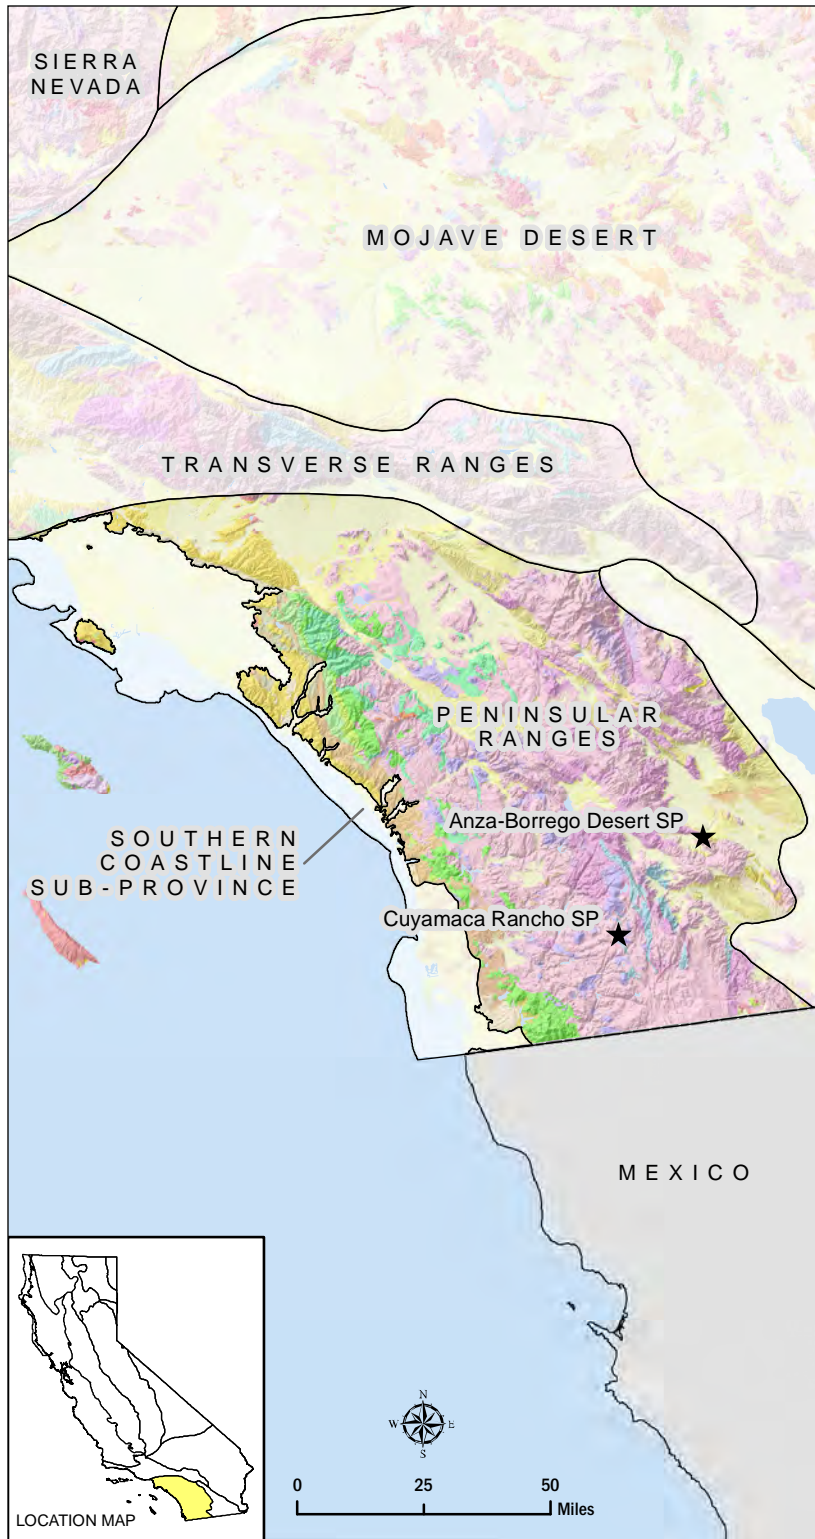 SIERRA
NEVADA
MOJAVE DESERT
TRANSVERSE RANGES
PENINSULAR
RANGES
Anza-Borrego Desert SP
SOUTHERN
COASTLINE
SUB-PROVINCE
Cuyamaca Rancho SP
MEXICO
N
W E
S
0 25 50
Miles
LOCATION MAP